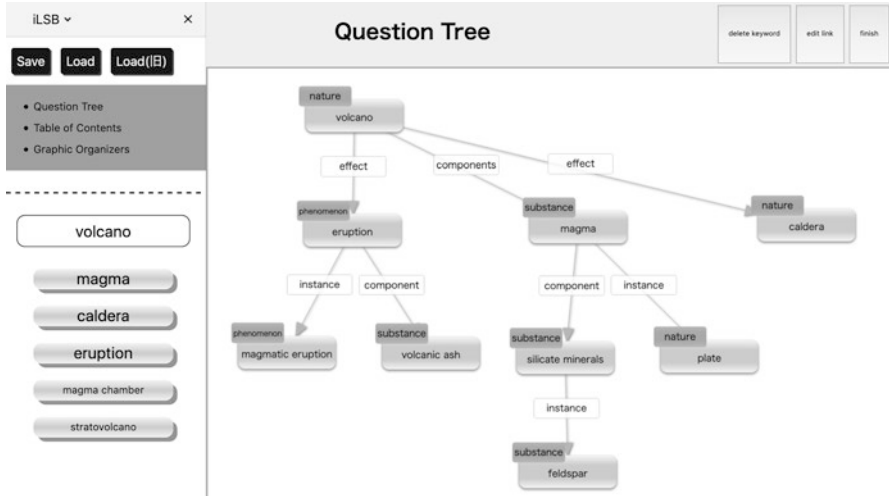 iLSB
×
Save Load Load(旧)
Question Tree
Table of Contents
Graphic Organizers
volcano
magma
caldera
eruption
magma chamber
stratovolcano
Question Tree
delete keyword
edit link
finish
nature
volcano
effect
components
effect
phenomenon
eruption
substance
magma
nature
caldera
instance
component
component
instance
phenomenon
magmatic eruption
substance
volcanic ash
substance
silicate minerals
nature
plate
instance
substance
feldspar